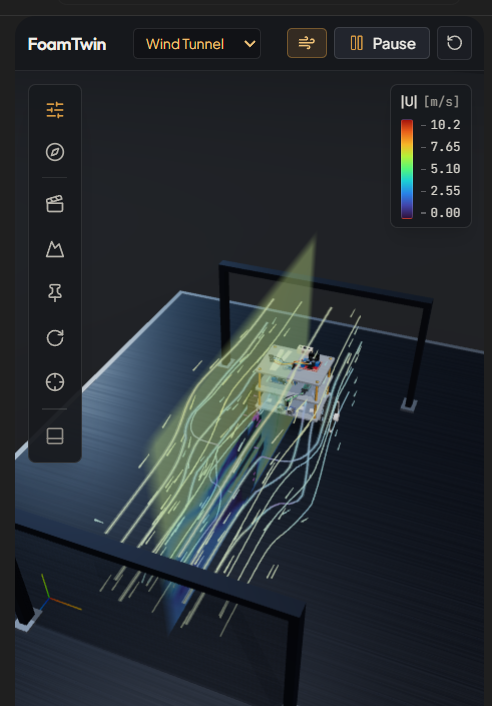 FoamTwin
Wind Tunnel
Pause
|U| [m/s]
10.2
7.65
5.10
2.55
0.00